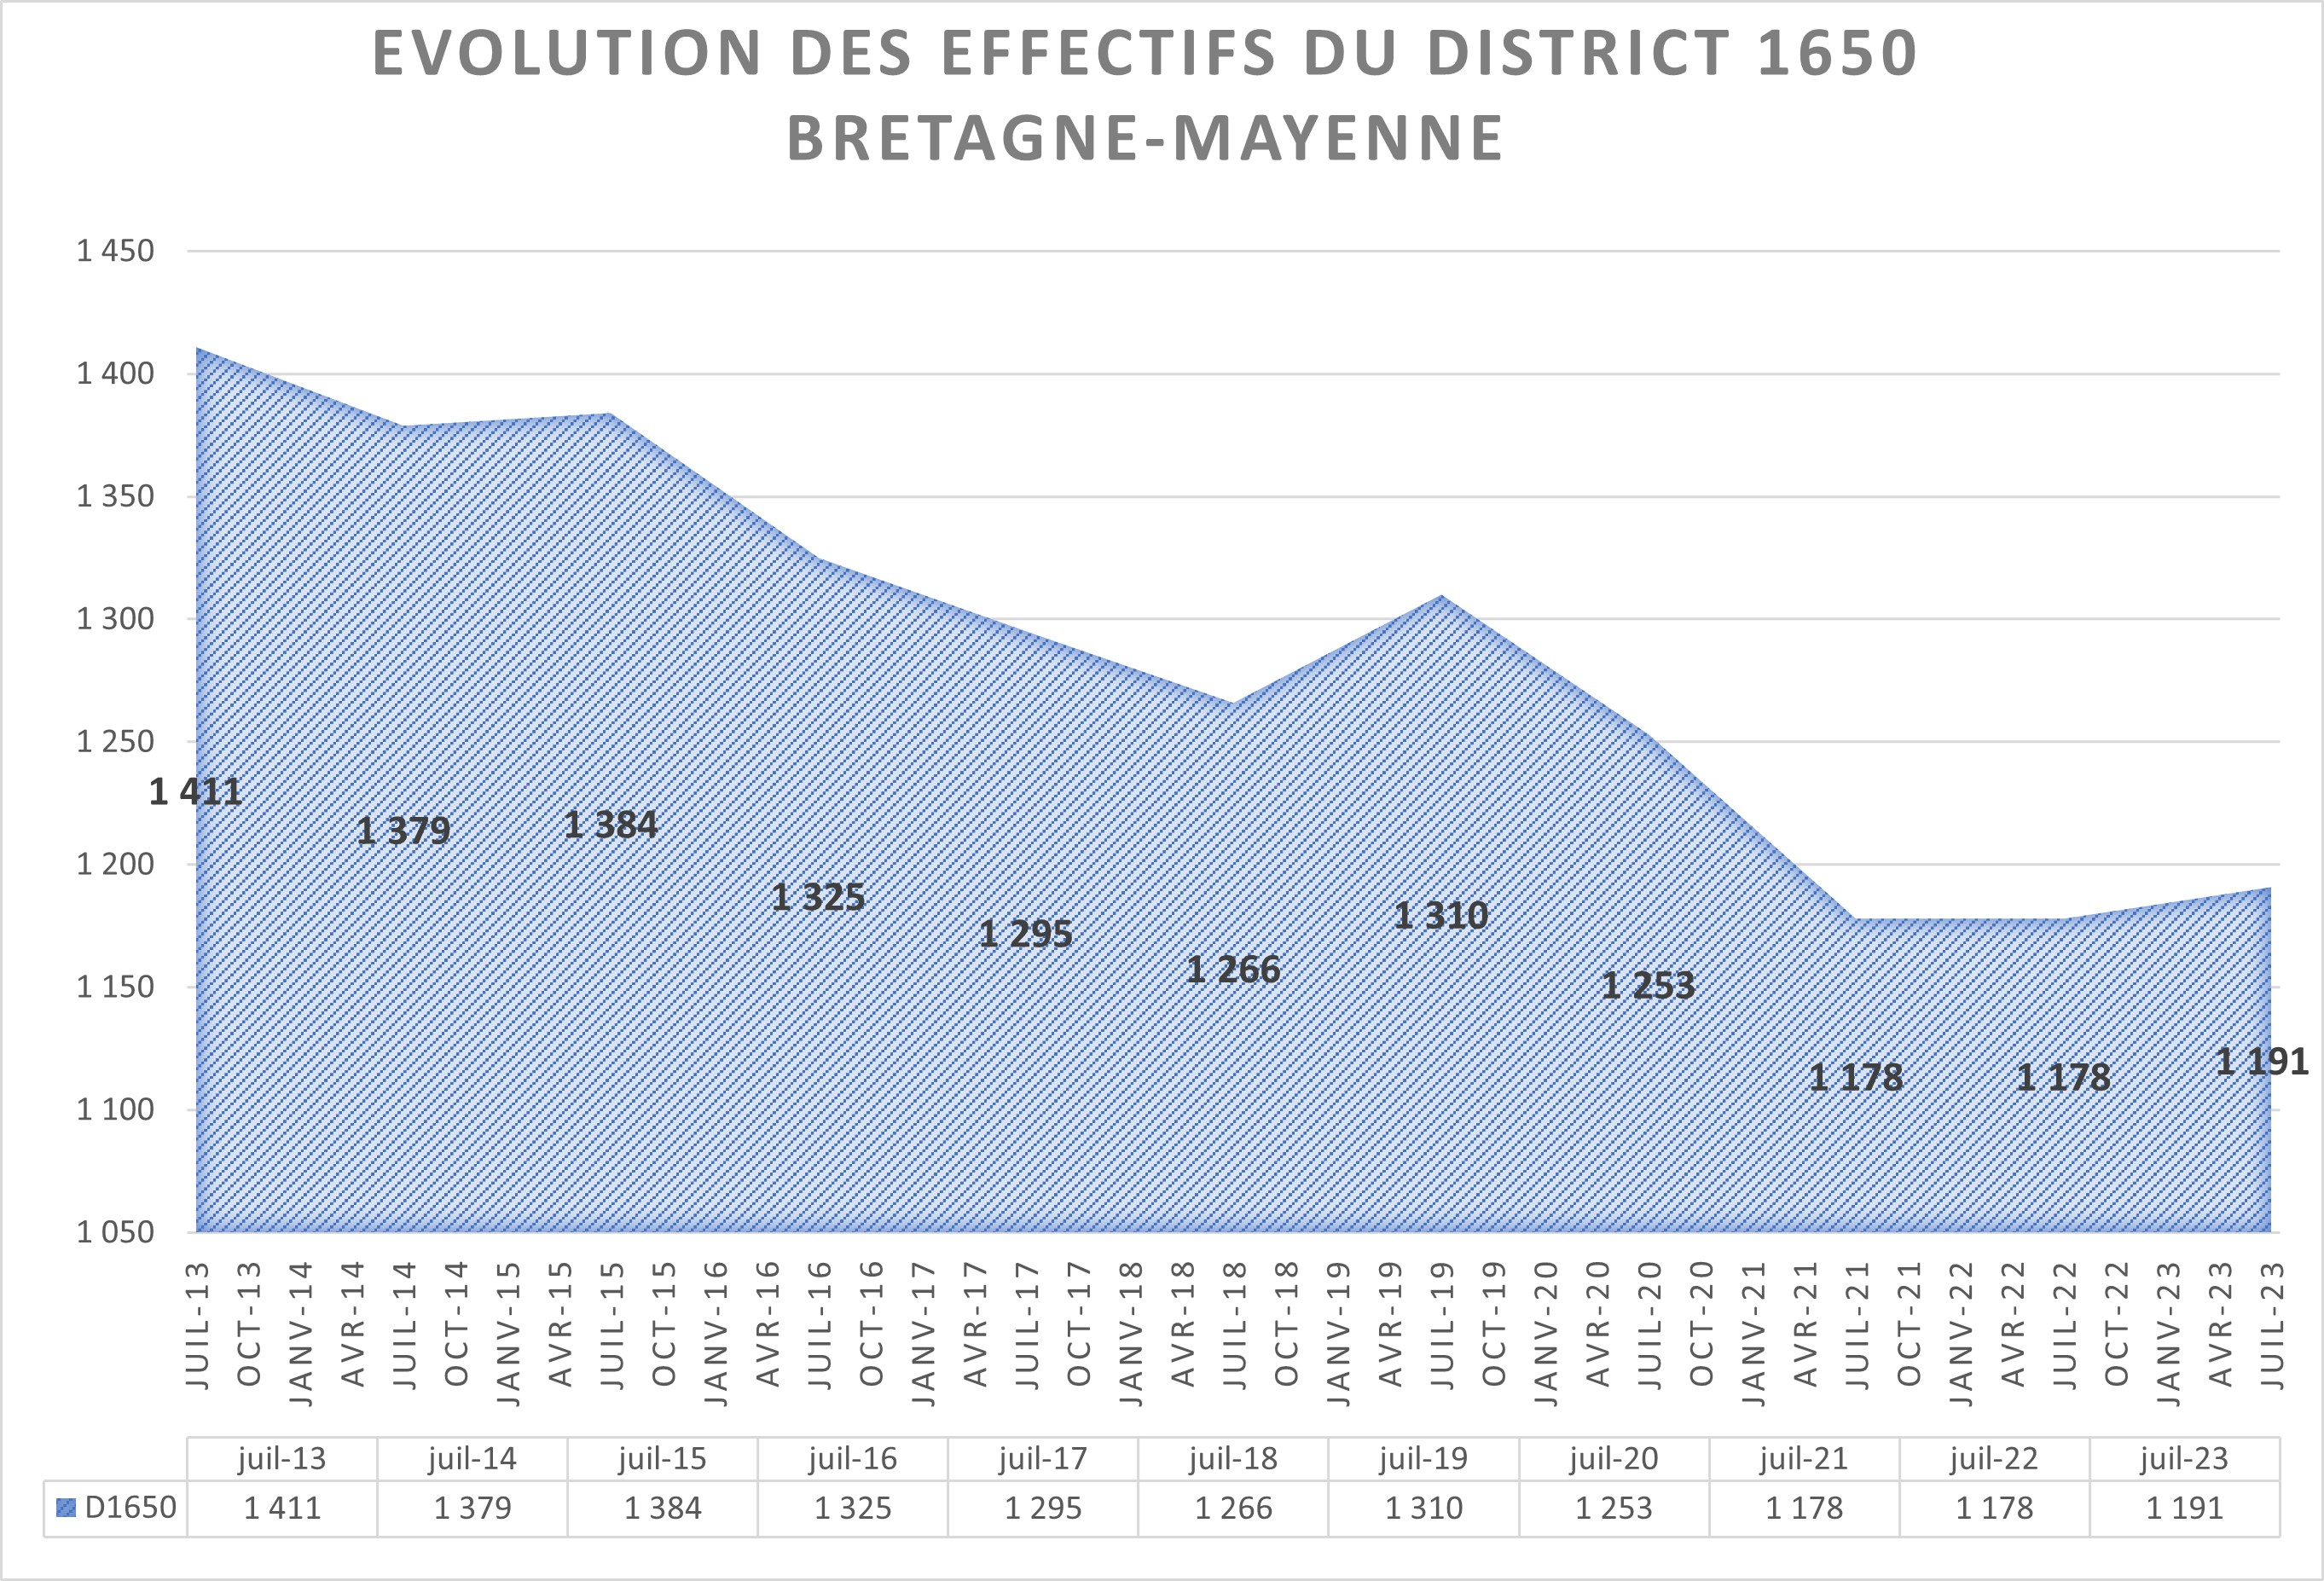 EVOLUTION DES EFFECTIFS DU DISTRICT 1650
BRETAGNE-MAYENNE
1 450
1 400
1 350
1 300
1 250
1 200
1 150
1 100
1 050
1 411
1 379
1 384
1 325
1 295
1 266
1 310
1 253
1 178
1 178
1 191
JUIL-13
OCT-13
JANV-14
AVR-14
JUIL-14
OCT-14
JANV-15
AVR-15
JUIL-15
OCT-15
JANV-16
AVR-16
JUIL-16
OCT-16
JANV-17
AVR-17
JUIL-17
OCT-17
JANV-18
AVR-18
JUIL-18
OCT-18
JANV-19
AVR-19
JUIL-19
OCT-19
JANV-20
AVR-20
JUIL-20
OCT-20
JANV-21
AVR-21
JUIL-21
OCT-21
JANV-22
AVR-22
JUIL-22
OCT-22
JANV-23
AVR-23
JUIL-23
juil-13 juil-14 juil-15 juil-16 juil-17 juil-18 juil-19 juil-20 juil-21 juil-22 juil-23
D1650 1 411 1 379 1 384 1 325 1 295 1 266 1 310 1 253 1 178 1 178 1 191